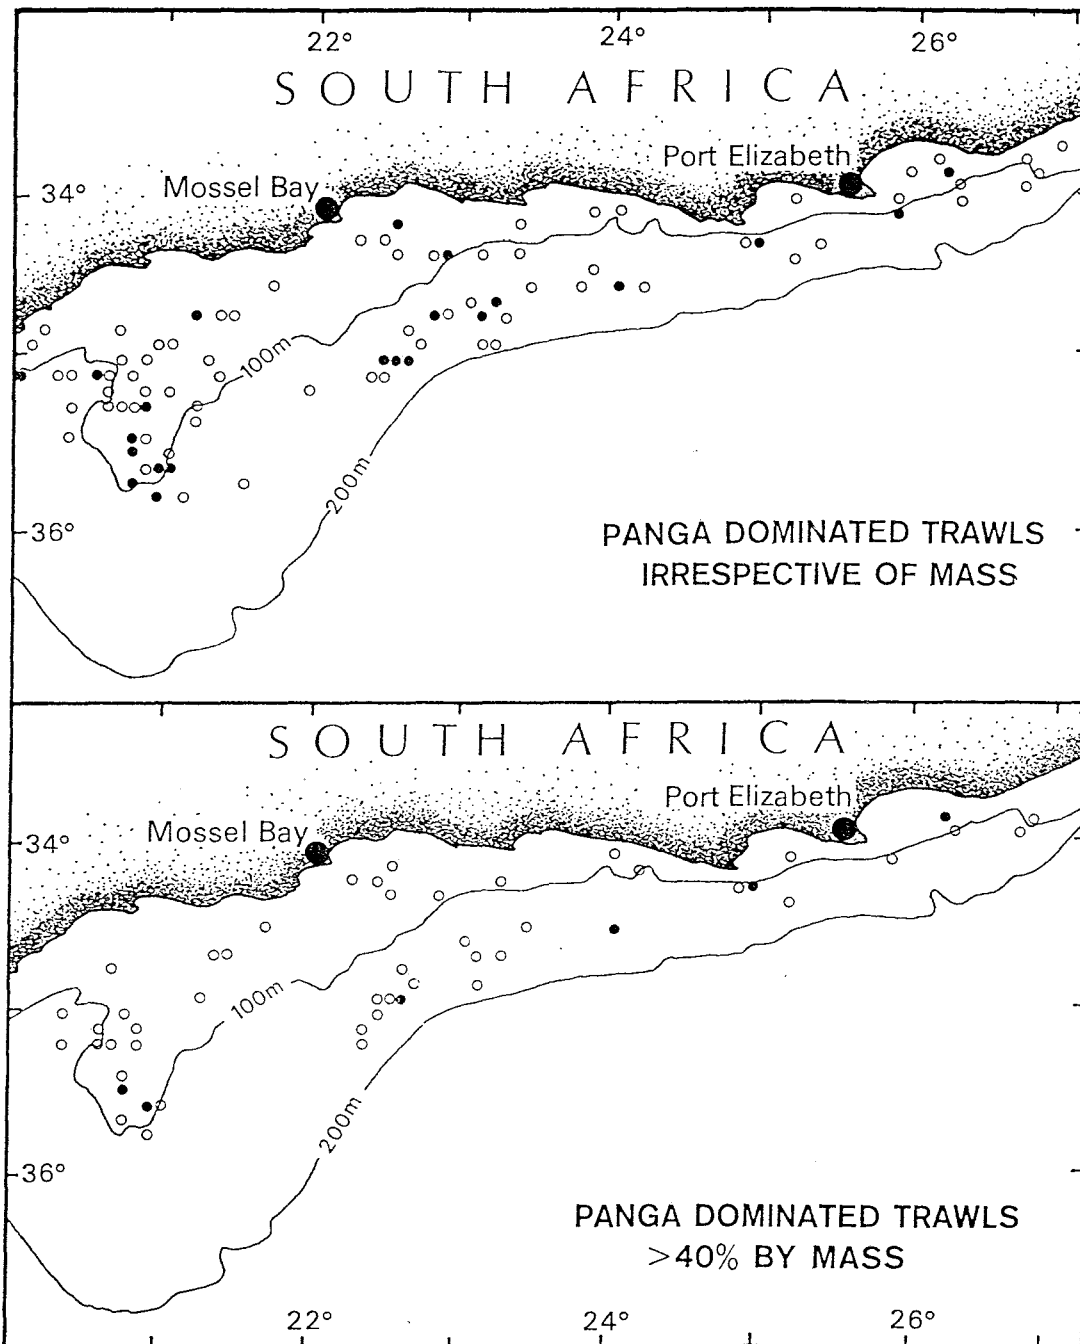 22° 24° 26°
SOUTH AFRICA
Port Elizabeth
Mossel Bay
34°
100m
200m
36°
PANGA DOMINATED TRAWLS
IRRESPECTIVE OF MASS
SOUTH AFRICA
Port Elizabeth
Mossel Bay
34°
100m
200m
36°
PANGA DOMINATED TRAWLS
>40% BY MASS
22° 24° 26°